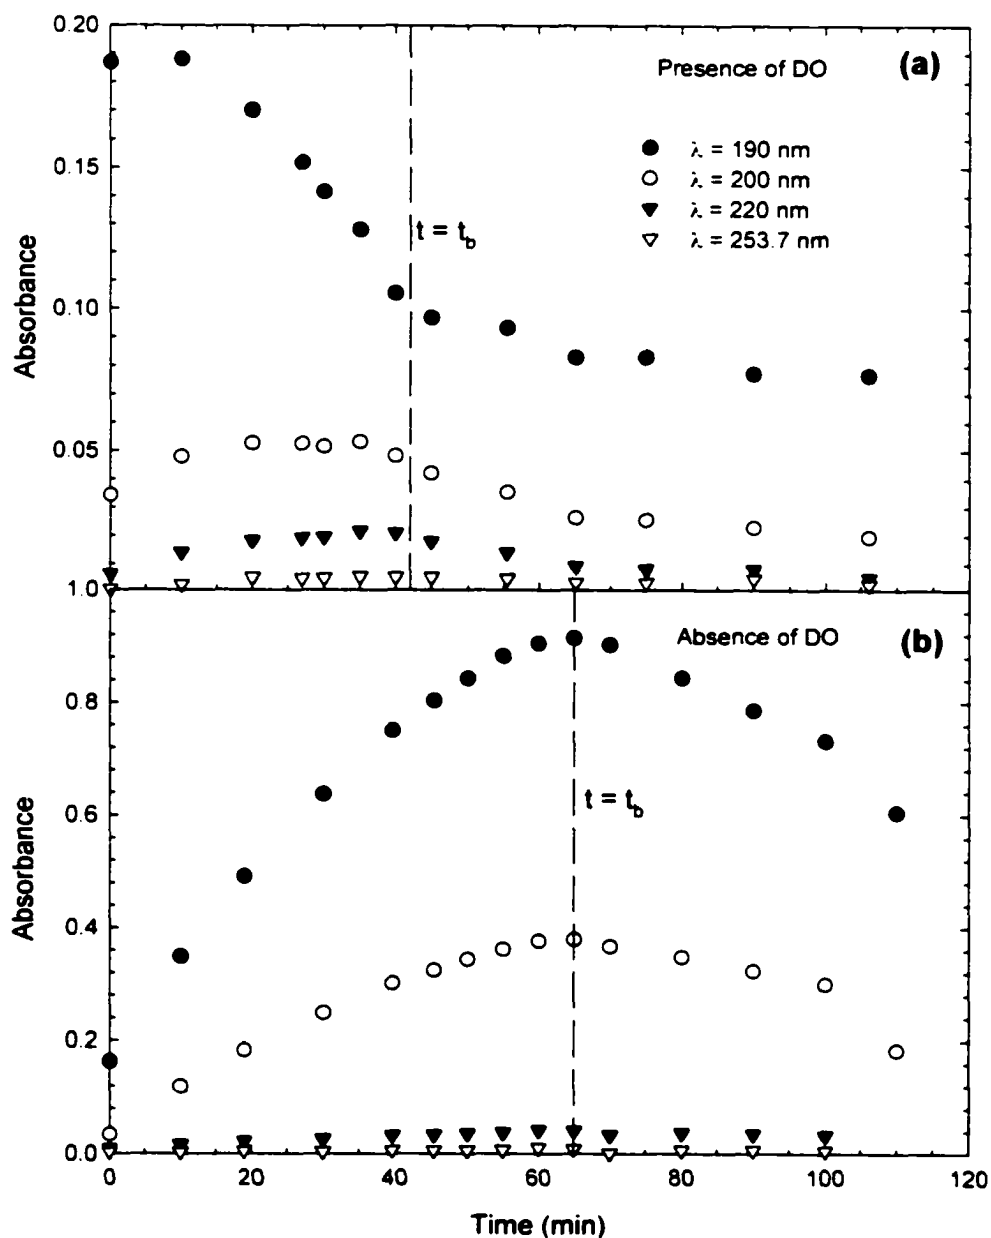 0.20
(a)
Presence of DO
λ = 190 nm
λ = 200 nm
λ = 220 nm
λ = 253.7 nm
0.15
t = t_b
0.10
Absorbance
0.05
1.0
(b)
Absence of DO
0.8
t = t_b
0.6
Absorbance
0.4
0.2
0.0
0 20 40 60 80 100 120
Time (min)